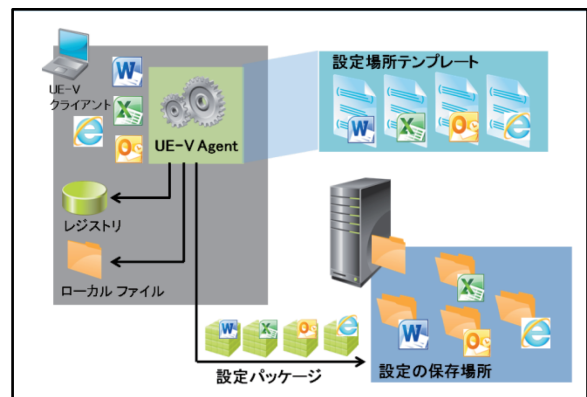 UE-V
クライアント
UE-V Agent
設定場所テンプレート
レジストリ
ローカル ファイル
設定パッケージ
設定の保存場所